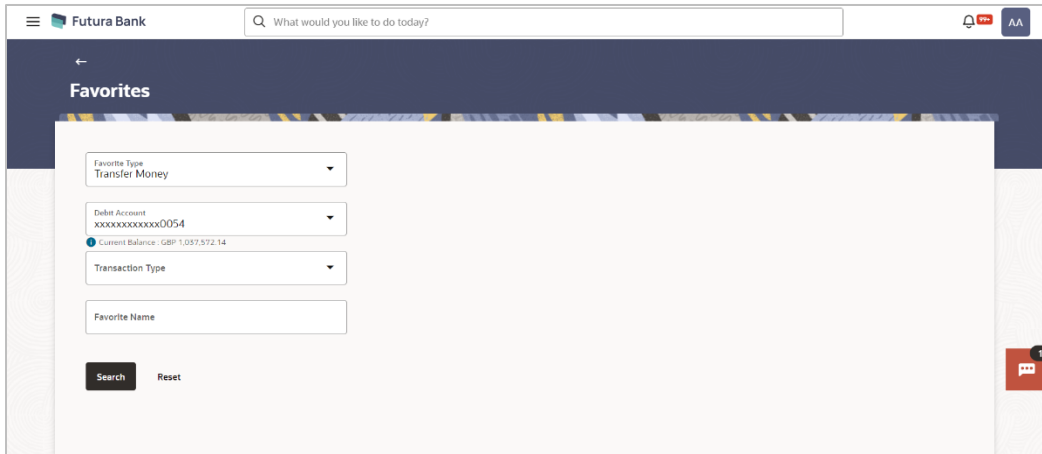 Futura Bank
What would you like to do today?
99+
AA
Favorites
Favorite Type
Transfer Money
Debit Account
xxxxxxxxxxxx0054
i Current Balance : GBP 1,037,572.14
Transaction Type
Favorite Name
Search Reset
1